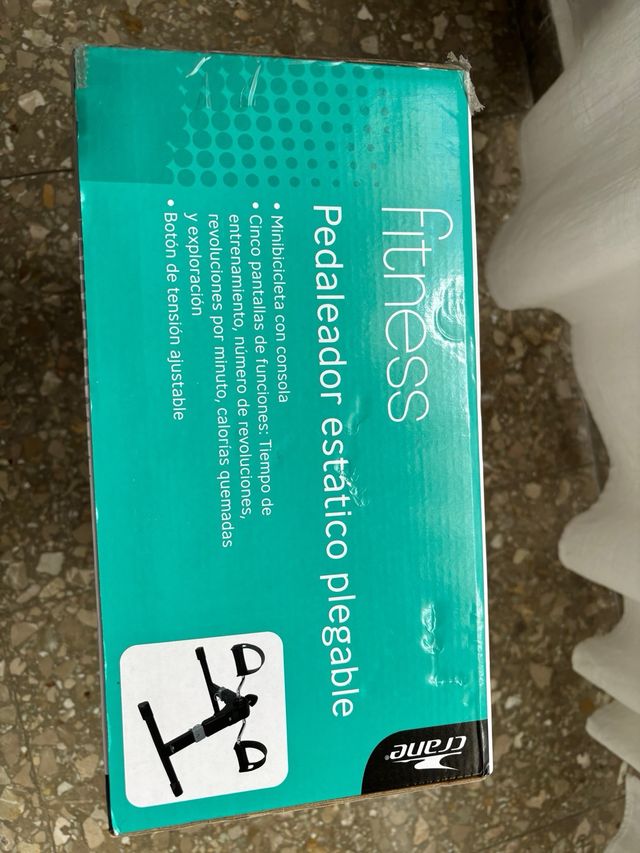 crane®
fitness
Pedaleador estático plegable
• Minibicicleta con consola
• Cinco pantallas de funciones: Tiempo de
entrenamiento, número de revoluciones,
revoluciones por minuto, calorías quemadas
y exploración
• Botón de tensión ajustable